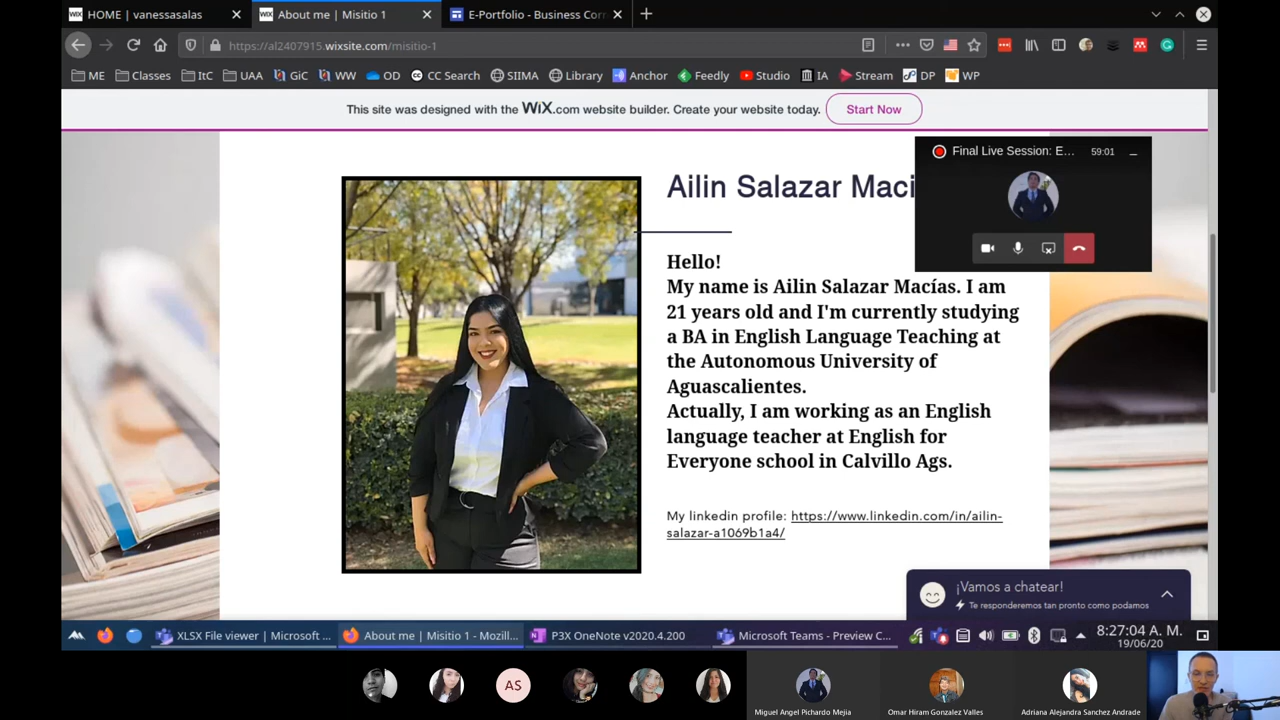 HOME | vanessasalas
About me | Misitio 1
E-Portfolio - Business Corr
https://al2407915.wixsite.com/misitio-1
ME Classes ItC UAA GiC WW OD CC Search SIIMA Library Anchor Feedly Studio IA Stream DP WP
This site was designed with the WiX.com website builder. Create your website today. Start Now
Final Live Session: E... 59:01
Ailin Salazar Maci
Hello!
My name is Ailin Salazar Macías. I am
21 years old and I'm currently studying
a BA in English Language Teaching at
the Autonomous University of
Aguascalientes.
Actually, I am working as an English
language teacher at English for
Everyone school in Calvillo Ags.
My linkedin profile: https://www.linkedin.com/in/ailin-
salazar-a1069b1a4/
¡Vamos a chatear!
Te responderemos tan pronto como podamos
XLSX File viewer | Microsoft ...
About me | Misitio 1 - Mozill...
P3X OneNote v2020.4.200
Microsoft Teams - Preview C...
8:27:04 A. M.
19/06/20
AS
Miguel Angel Pichardo Mejia
Omar Hiram Gonzalez Valles
Adriana Alejandra Sanchez Andrade